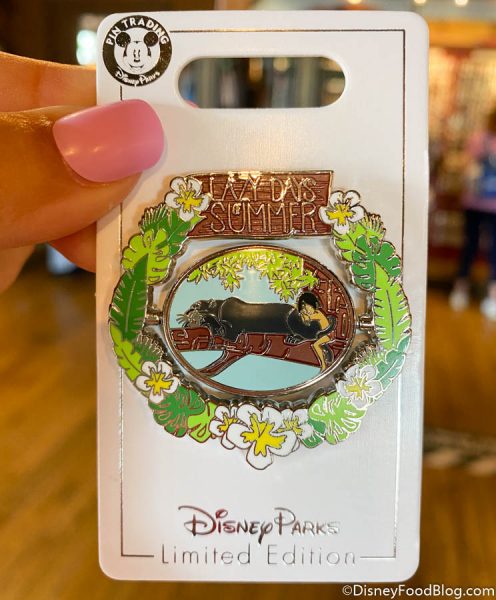 PIN TRADING
Disney Parks
LAZY DAYS
SUMMER
DISNEY PARKS
Limited Edition
©DisneyFoodBlog.com